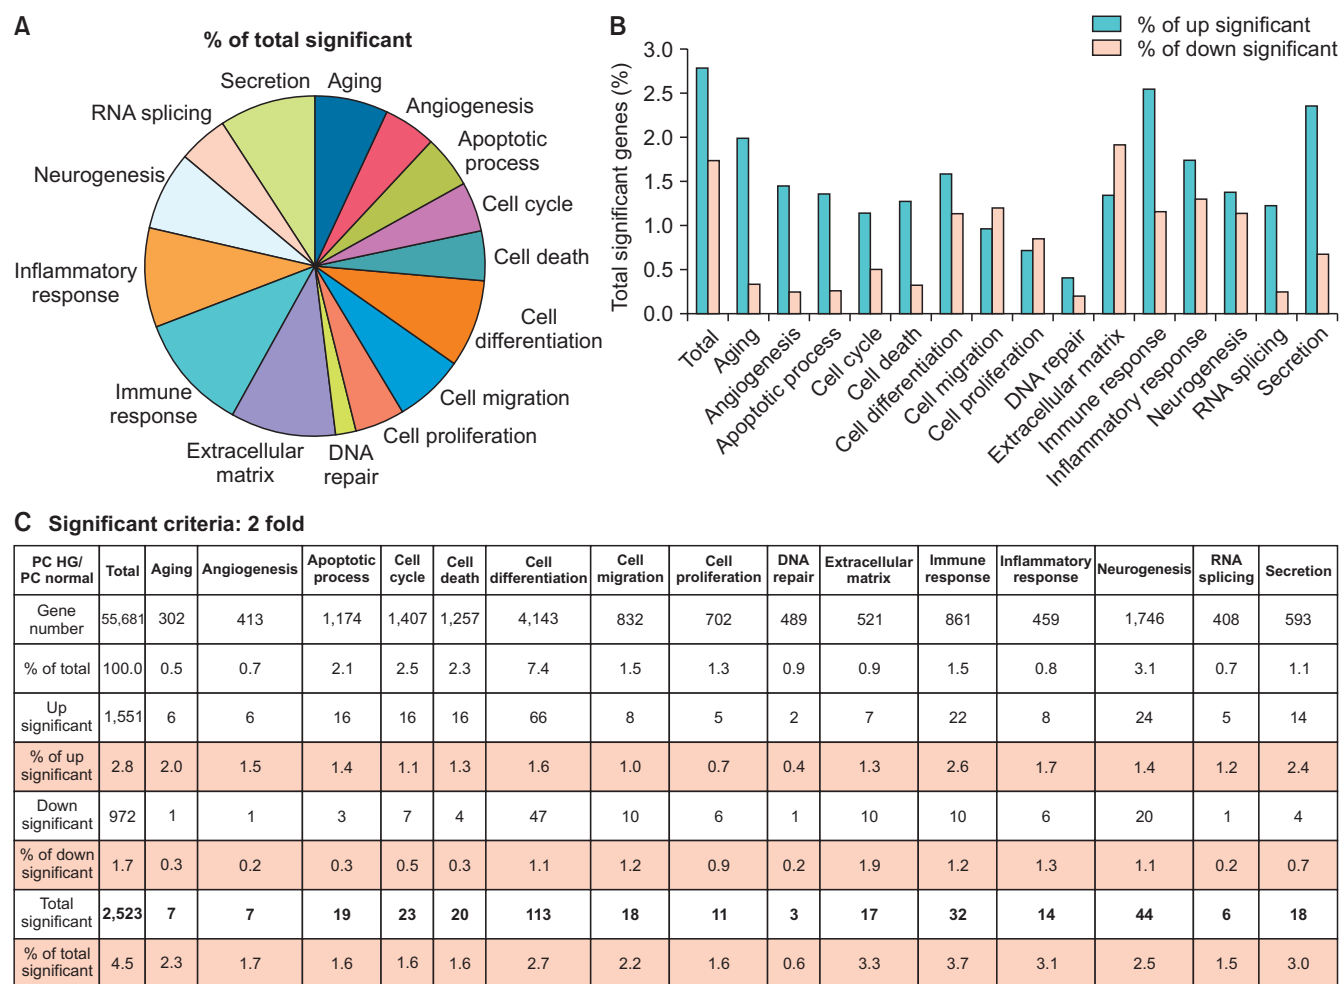 A
% of total significant
Secretion
Aging
RNA splicing
Angiogenesis
Apoptotic
process
Neurogenesis
Cell cycle
Cell death
Inflammatory
response
Cell
differentiation
Immune
response
Cell migration
Extracellular
matrix
DNA
repair
Cell proliferation
B
% of up significant
% of down significant
Total significant genes (%)
3.0
2.5
2.0
1.5
1.0
0.5
0.0
Total
Aging
Angiogenesis
Apoptotic process
Cell cycle
Cell death
Cell differentiation
Cell migration
Cell proliferation
DNA repair
Extracellular matrix
Immune response
Inflammatory response
Neurogenesis
RNA splicing
Secretion
C Significant criteria: 2 fold
PC HG/ PC normal Total Aging Angiogenesis Apoptotic process Cell cycle Cell death Cell differentiation Cell migration Cell proliferation DNA repair Extracellular matrix Immune response Inflammatory response Neurogenesis RNA splicing Secretion
Gene number 55,681 302 413 1,174 1,407 1,257 4,143 832 702 489 521 861 459 1,746 408 593
% of total 100.0 0.5 0.7 2.1 2.5 2.3 7.4 1.5 1.3 0.9 0.9 1.5 0.8 3.1 0.7 1.1
Up significant 1,551 6 6 16 16 16 66 8 5 2 7 22 8 24 5 14
% of up significant 2.8 2.0 1.5 1.4 1.1 1.3 1.6 1.0 0.7 0.4 1.3 2.6 1.7 1.4 1.2 2.4
Down significant 972 1 1 3 7 4 47 10 6 1 10 10 6 20 1 4
% of down significant 1.7 0.3 0.2 0.3 0.5 0.3 1.1 1.2 0.9 0.2 1.9 1.2 1.3 1.1 0.2 0.7
Total significant 2,523 7 7 19 23 20 113 18 11 3 17 32 14 44 6 18
% of total significant 4.5 2.3 1.7 1.6 1.6 1.6 2.7 2.2 1.6 0.6 3.3 3.7 3.1 2.5 1.5 3.0